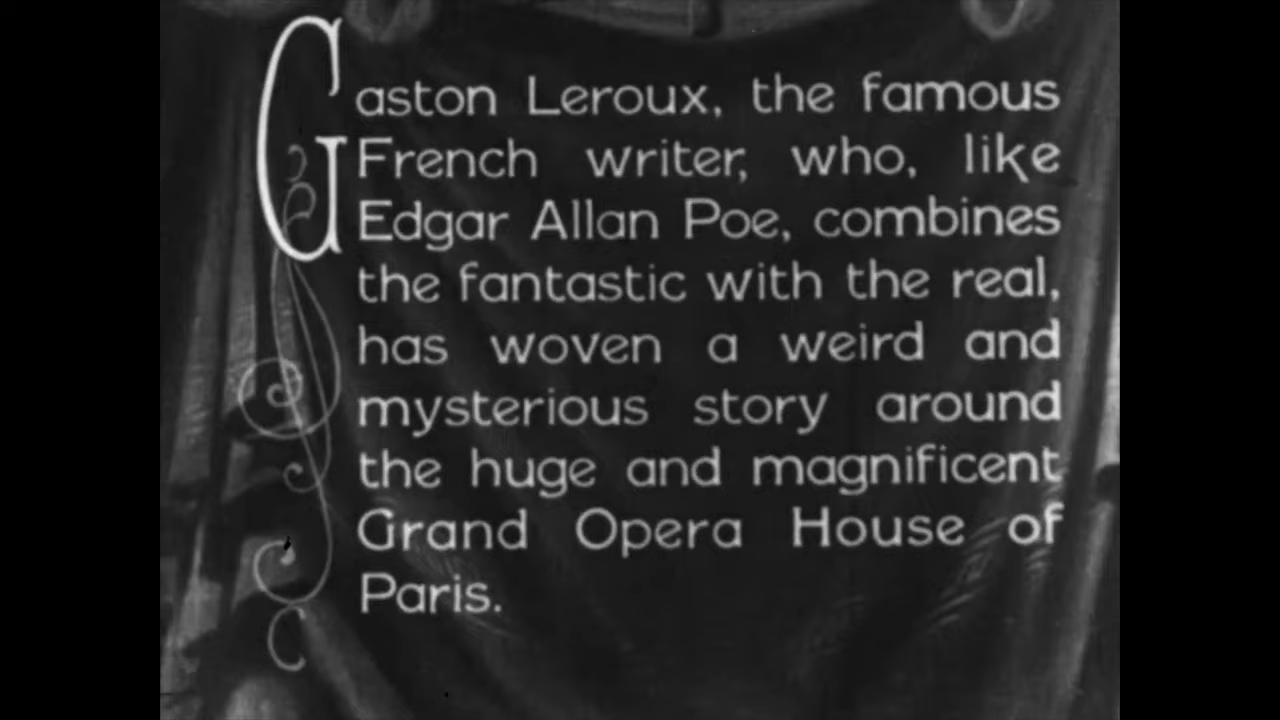 Gaston Leroux, the famous
French writer, who, like
Edgar Allan Poe, combines
the fantastic with the real,
has woven a weird and
mysterious story around
the huge and magnificent
Grand Opera House of
Paris.